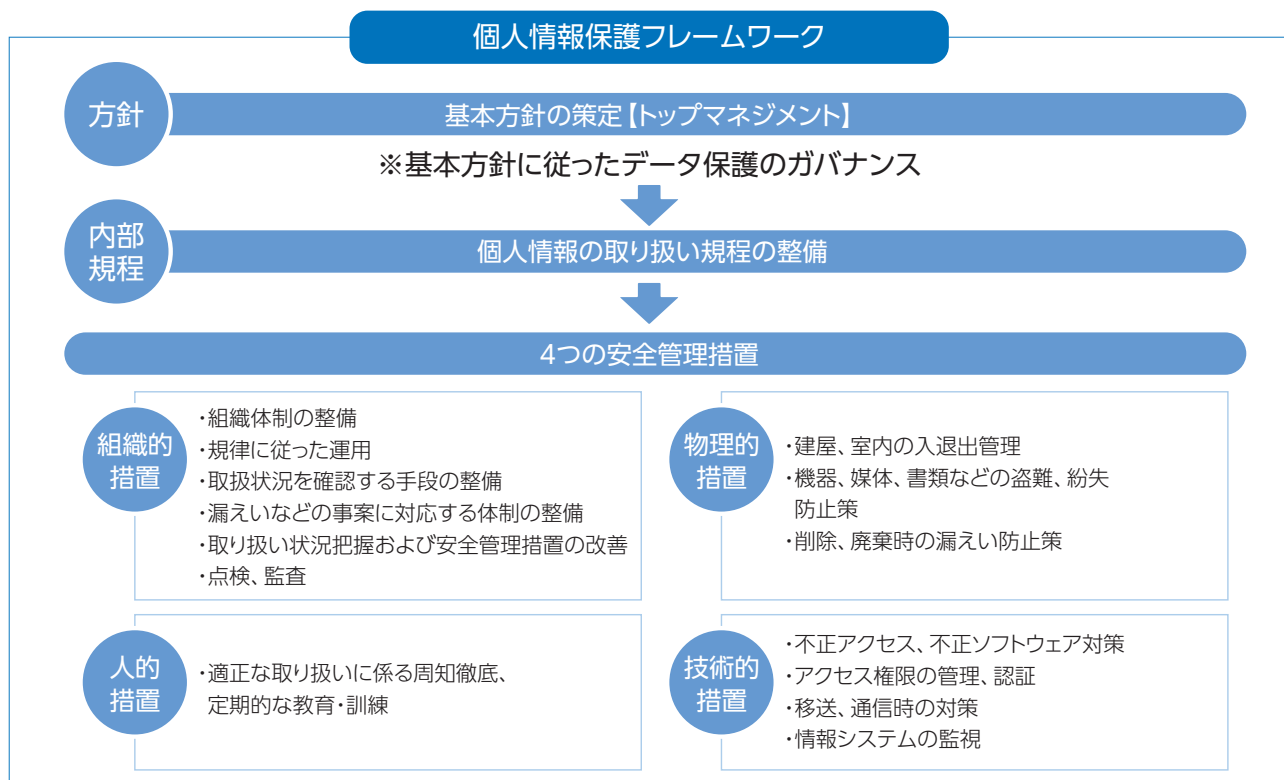 個人情報保護フレームワーク
方針
基本方針の策定【トップマネジメント】
※基本方針に従ったデータ保護のガバナンス
内部
規程
個人情報の取り扱い規程の整備
4つの安全管理措置
組織的
措置
・組織体制の整備
・規律に従った運用
・取扱状況を確認する手段の整備
・漏えいなどの事案に対応する体制の整備
・取り扱い状況把握および安全管理措置の改善
・点検、監査
物理的
措置
・建屋、室内の入退出管理
・機器、媒体、書類などの盗難、紛失
防止策
・削除、廃棄時の漏えい防止策
人的
措置
・適正な取り扱いに係る周知徹底、
定期的な教育・訓練
技術的
措置
・不正アクセス、不正ソフトウェア対策
・アクセス権限の管理、認証
・移送、通信時の対策
・情報システムの監視